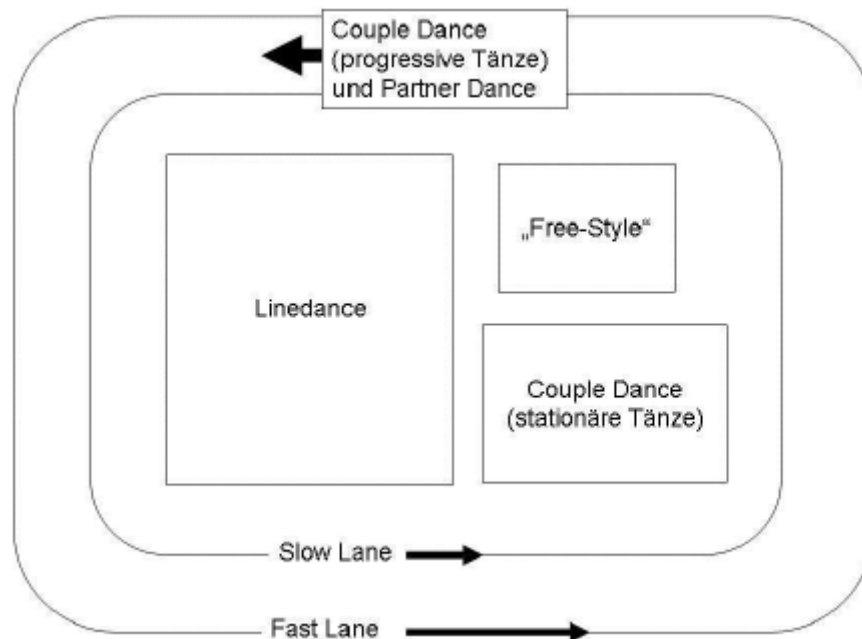 Couple Dance
(progressive Tänze)
und Partner Dance
„Free-Style“
Linedance
Couple Dance
(stationäre Tänze)
Slow Lane
Fast Lane